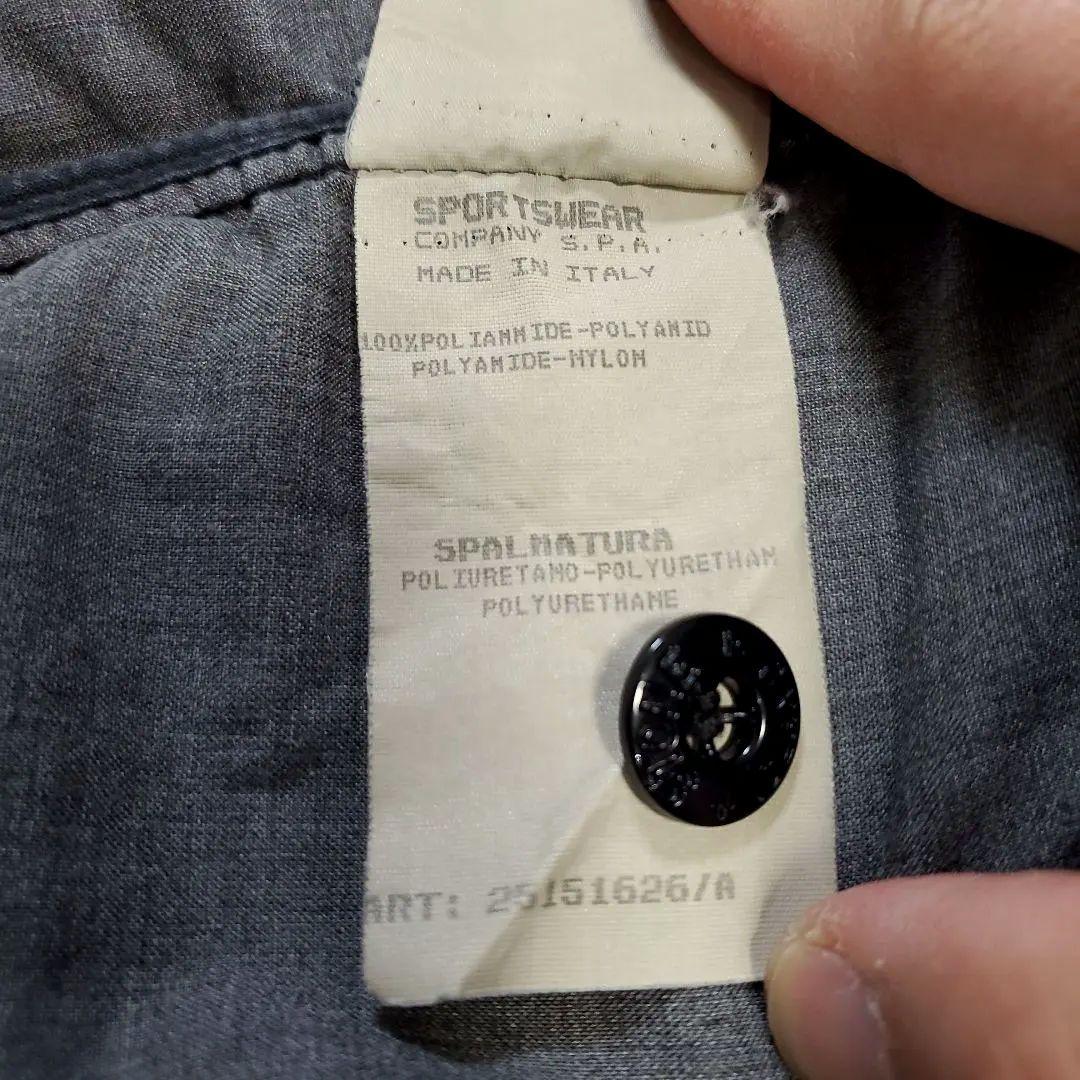 SPORTSWEAR
COMPANY S.P.A.
MADE IN ITALY
100%POLIAMMIDE-POLYAMID
POLYAMIDE-NYLON
SPALMATURA
POLIURETANO-POLYURETHAN
POLYURETHANE
ART: 25151626/A